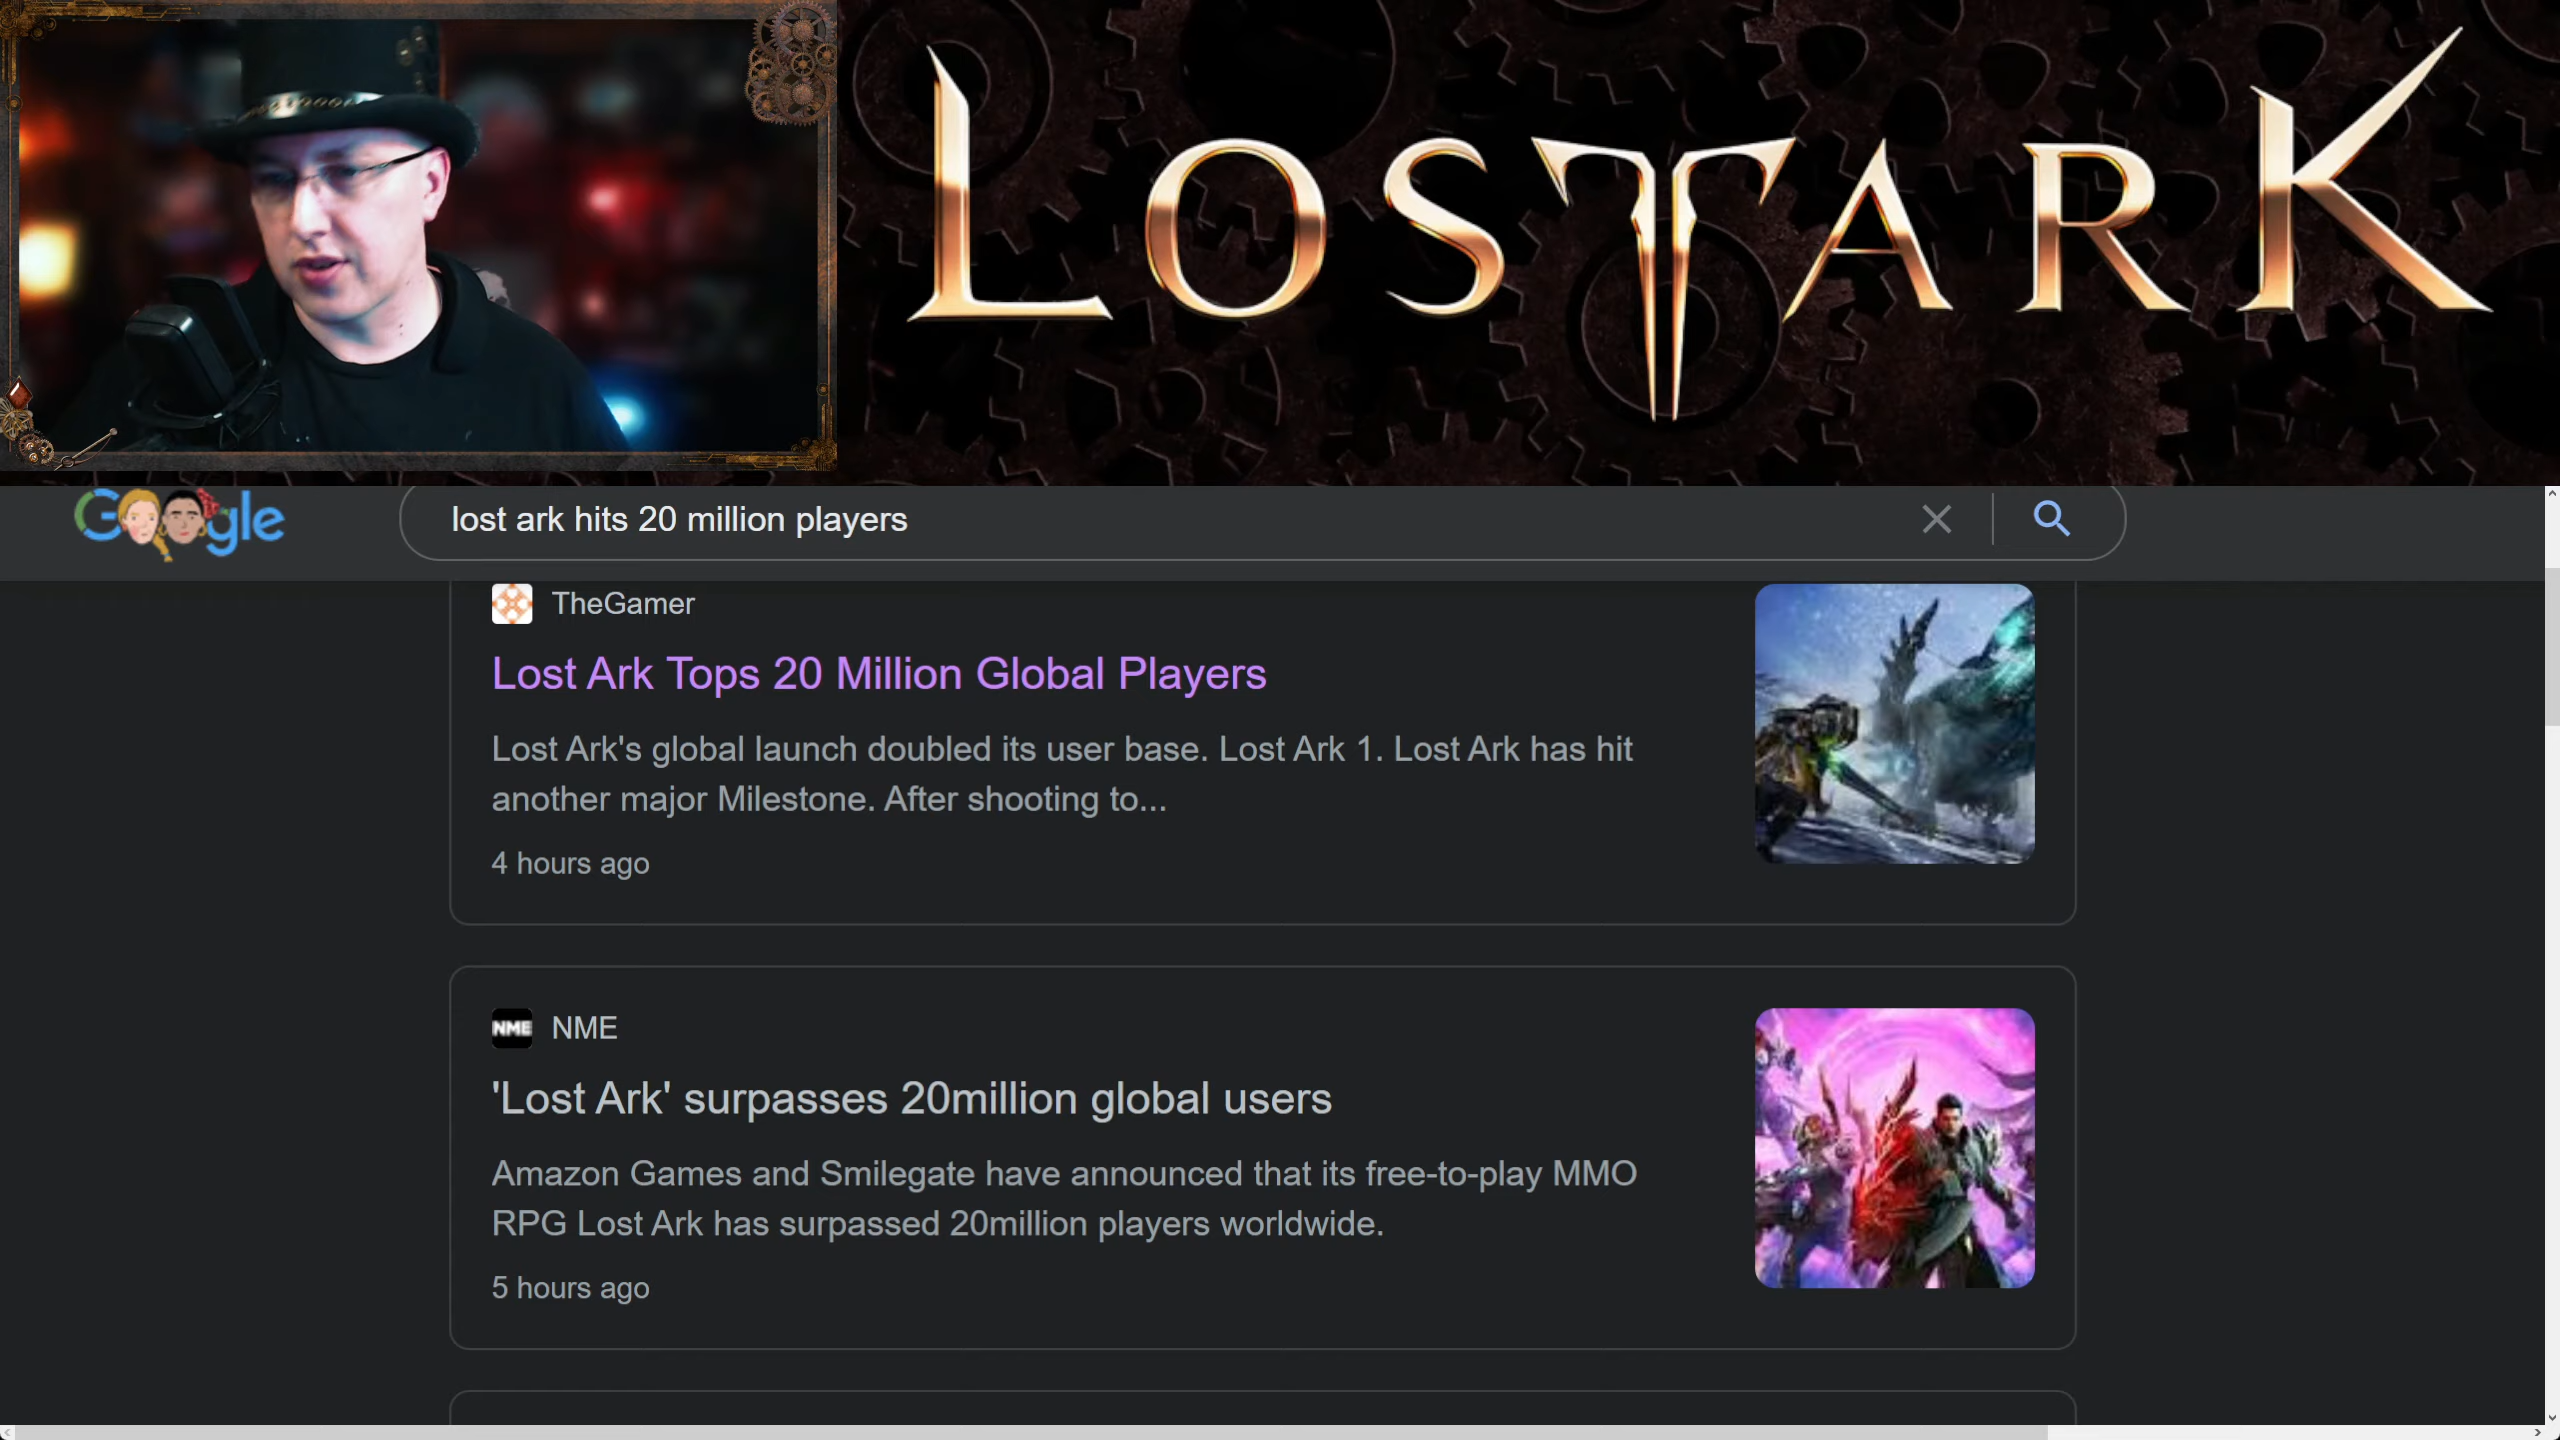 LOSTARK
Google
lost ark hits 20 million players
TheGamer
Lost Ark Tops 20 Million Global Players
Lost Ark's global launch doubled its user base. Lost Ark 1. Lost Ark has hit
another major Milestone. After shooting to...
4 hours ago
NME NME
'Lost Ark' surpasses 20million global users
Amazon Games and Smilegate have announced that its free-to-play MMO
RPG Lost Ark has surpassed 20million players worldwide.
5 hours ago